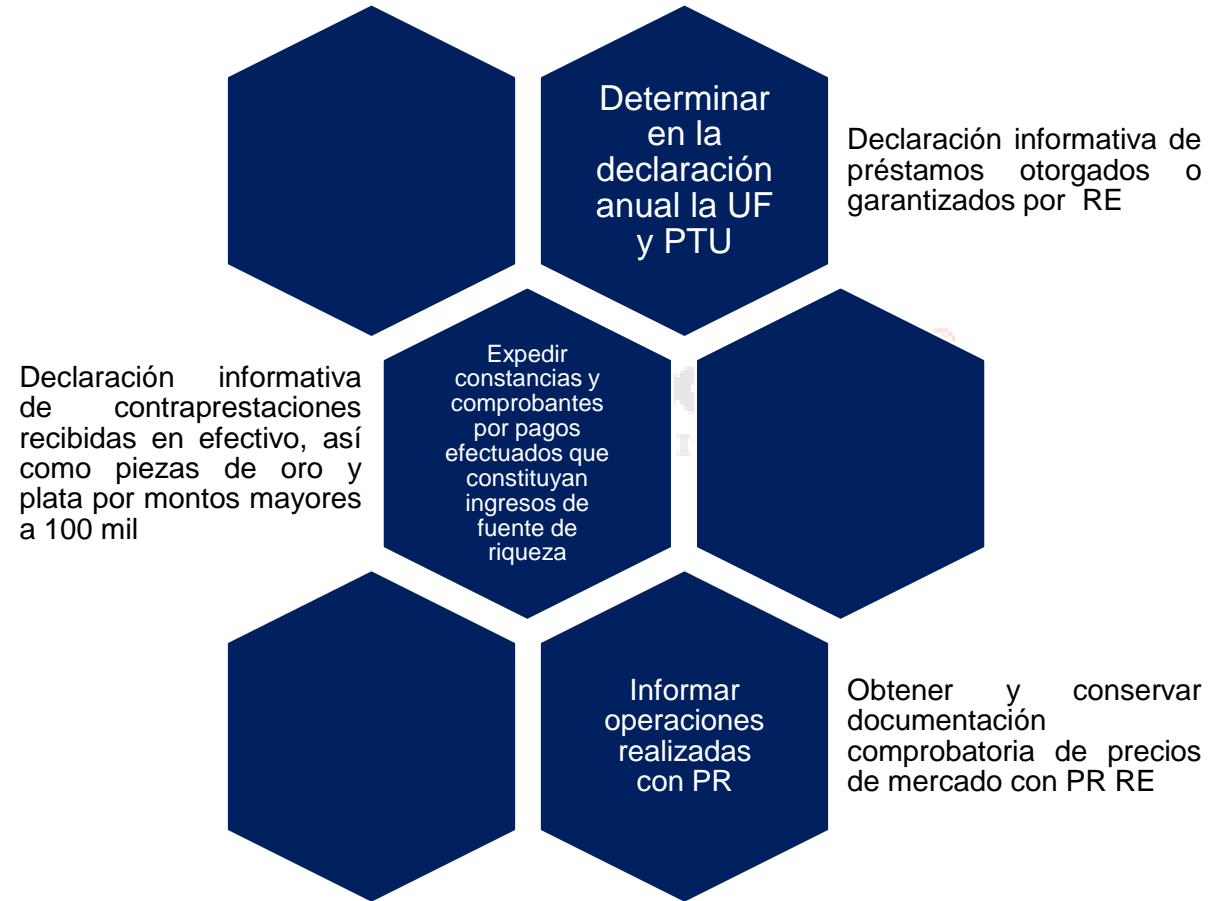 Determinar
en la
declaración
anual la UF
y PTU
Declaración informativa de
préstamos otorgados o
garantizados por RE
Declaración informativa
de contraprestaciones
recibidas en efectivo, así
como piezas de oro y
plata por montos mayores
a 100 mil
Expedir
constancias y
comprobantes
por pagos
efectuados que
constituyan
ingresos de
fuente de
riqueza
Informar
operaciones
realizadas
con PR
Obtener y conservar
documentación
comprobatoria de precios
de mercado con PR RE